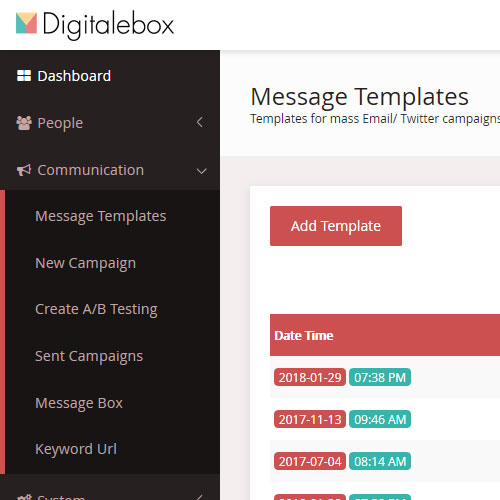 Digitalebox
Dashboard
People
Communication
Message Templates
New Campaign
Create A/B Testing
Sent Campaigns
Message Box
Keyword Url
System
Message Templates
Templates for mass Email/ Twitter campaigns
Add Template
Date Time
2018-01-29 07:38 PM
2017-11-13 09:46 AM
2017-07-04 08:14 AM